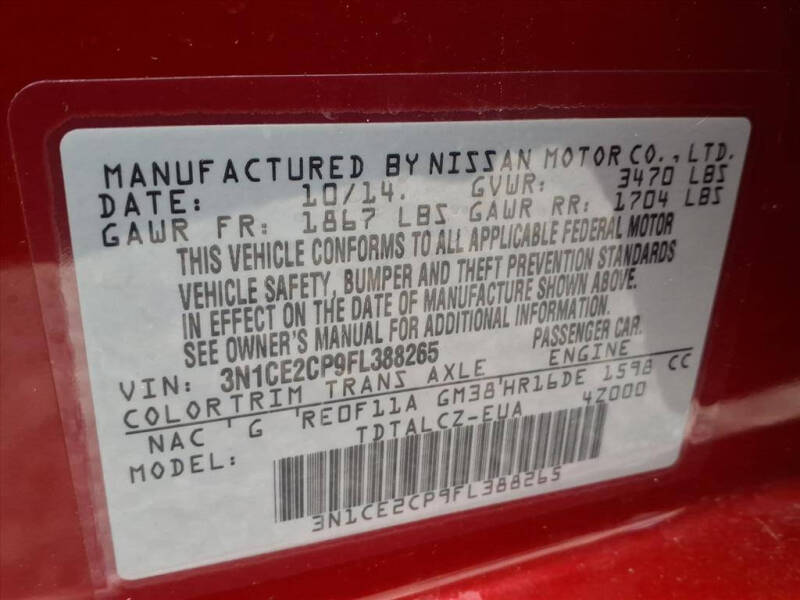 MANUFACTURED BY NISSAN MOTOR CO., LTD.
DATE: 10/14. GVWR: 3470 LBS
GAWR FR: 1867 LBS GAWR RR: 1704 LBS
THIS VEHICLE CONFORMS TO ALL APPLICABLE FEDERAL MOTOR
VEHICLE SAFETY, BUMPER AND THEFT PREVENTION STANDARDS
IN EFFECT ON THE DATE OF MANUFACTURE SHOWN ABOVE.
SEE OWNER'S MANUAL FOR ADDITIONAL INFORMATION.
VIN: 3N1CE2CP9FL388265 PASSENGER CAR.
COLOR TRIM TRANS AXLE ENGINE
NAC G RE0F11A GM38 HR16DE 1598 CC
MODEL: TDTALCZ-EUA 4Z000
3N1CE2CP9FL388265